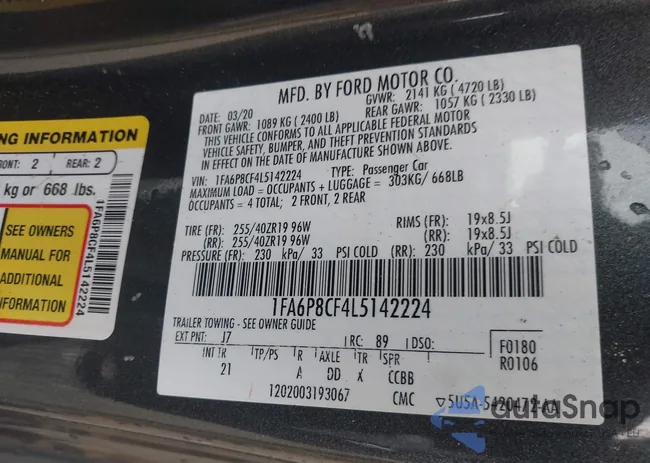 NG INFORMATION
RONT: 2 REAR: 2
kg or 668 lbs.
SEE OWNERS
MANUAL FOR
ADDITIONAL
INFORMATION
1FA6P8CF4L5142224
MFD. BY FORD MOTOR CO.
DATE: 03/20 GVWR: 2141 KG ( 4720 LB)
FRONT GAWR: 1089 KG ( 2400 LB) REAR GAWR: 1057 KG ( 2330 LB)
THIS VEHICLE CONFORMS TO ALL APPLICABLE FEDERAL MOTOR
VEHICLE SAFETY, BUMPER, AND THEFT PREVENTION STANDARDS
IN EFFECT ON THE DATE OF MANUFACTURE SHOWN ABOVE.
VIN: 1FA6P8CF4L5142224 TYPE: Passenger Car
MAXIMUM LOAD = OCCUPANTS + LUGGAGE = 303KG/ 668LB
OCCUPANTS = 4 TOTAL; 2 FRONT, 2 REAR
TIRE (FR): 255/40ZR19 96W RIMS (FR): 19x8.5J
(RR): 255/40ZR19 96W (RR): 19x8.5J
PRESSURE (FR): 230 kPa/ 33 PSI COLD (RR): 230 kPa/ 33 PSI COLD
1FA6P8CF4L5142224
TRAILER TOWING - SEE OWNER GUIDE
EXT PNT: J7 RC: 89 DSO: F0180
INT TR TP/PS R AXLE TR SPR R0106
21 A DD X CCBB
1202003193067 CMC ▽5U5A-5420472-AA
autoSnap